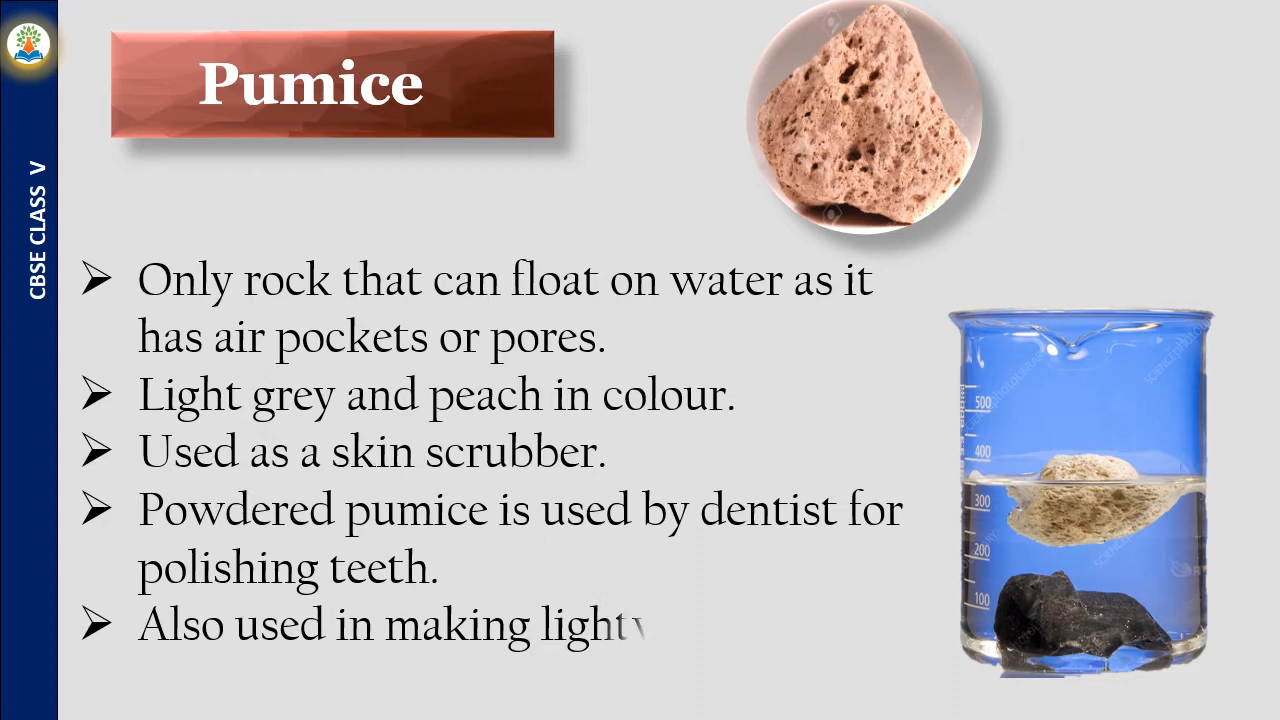 Pumice
CBSE CLASS V
➢ Only rock that can float on water as it
has air pockets or pores.
➢ Light grey and peach in colour.
➢ Used as a skin scrubber.
➢ Powdered pumice is used by dentist for
polishing teeth.
➢ Also used in making light
500
400
300
200
100